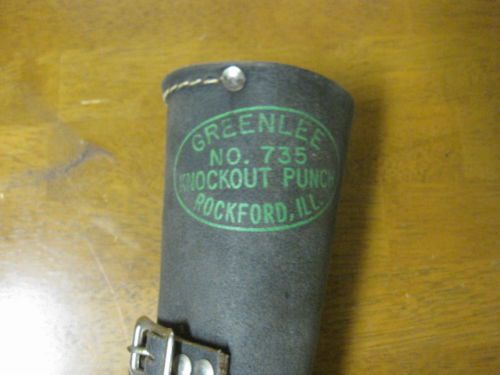 GREENLEE
NO. 735
KNOCKOUT PUNCH
ROCKFORD, ILL.